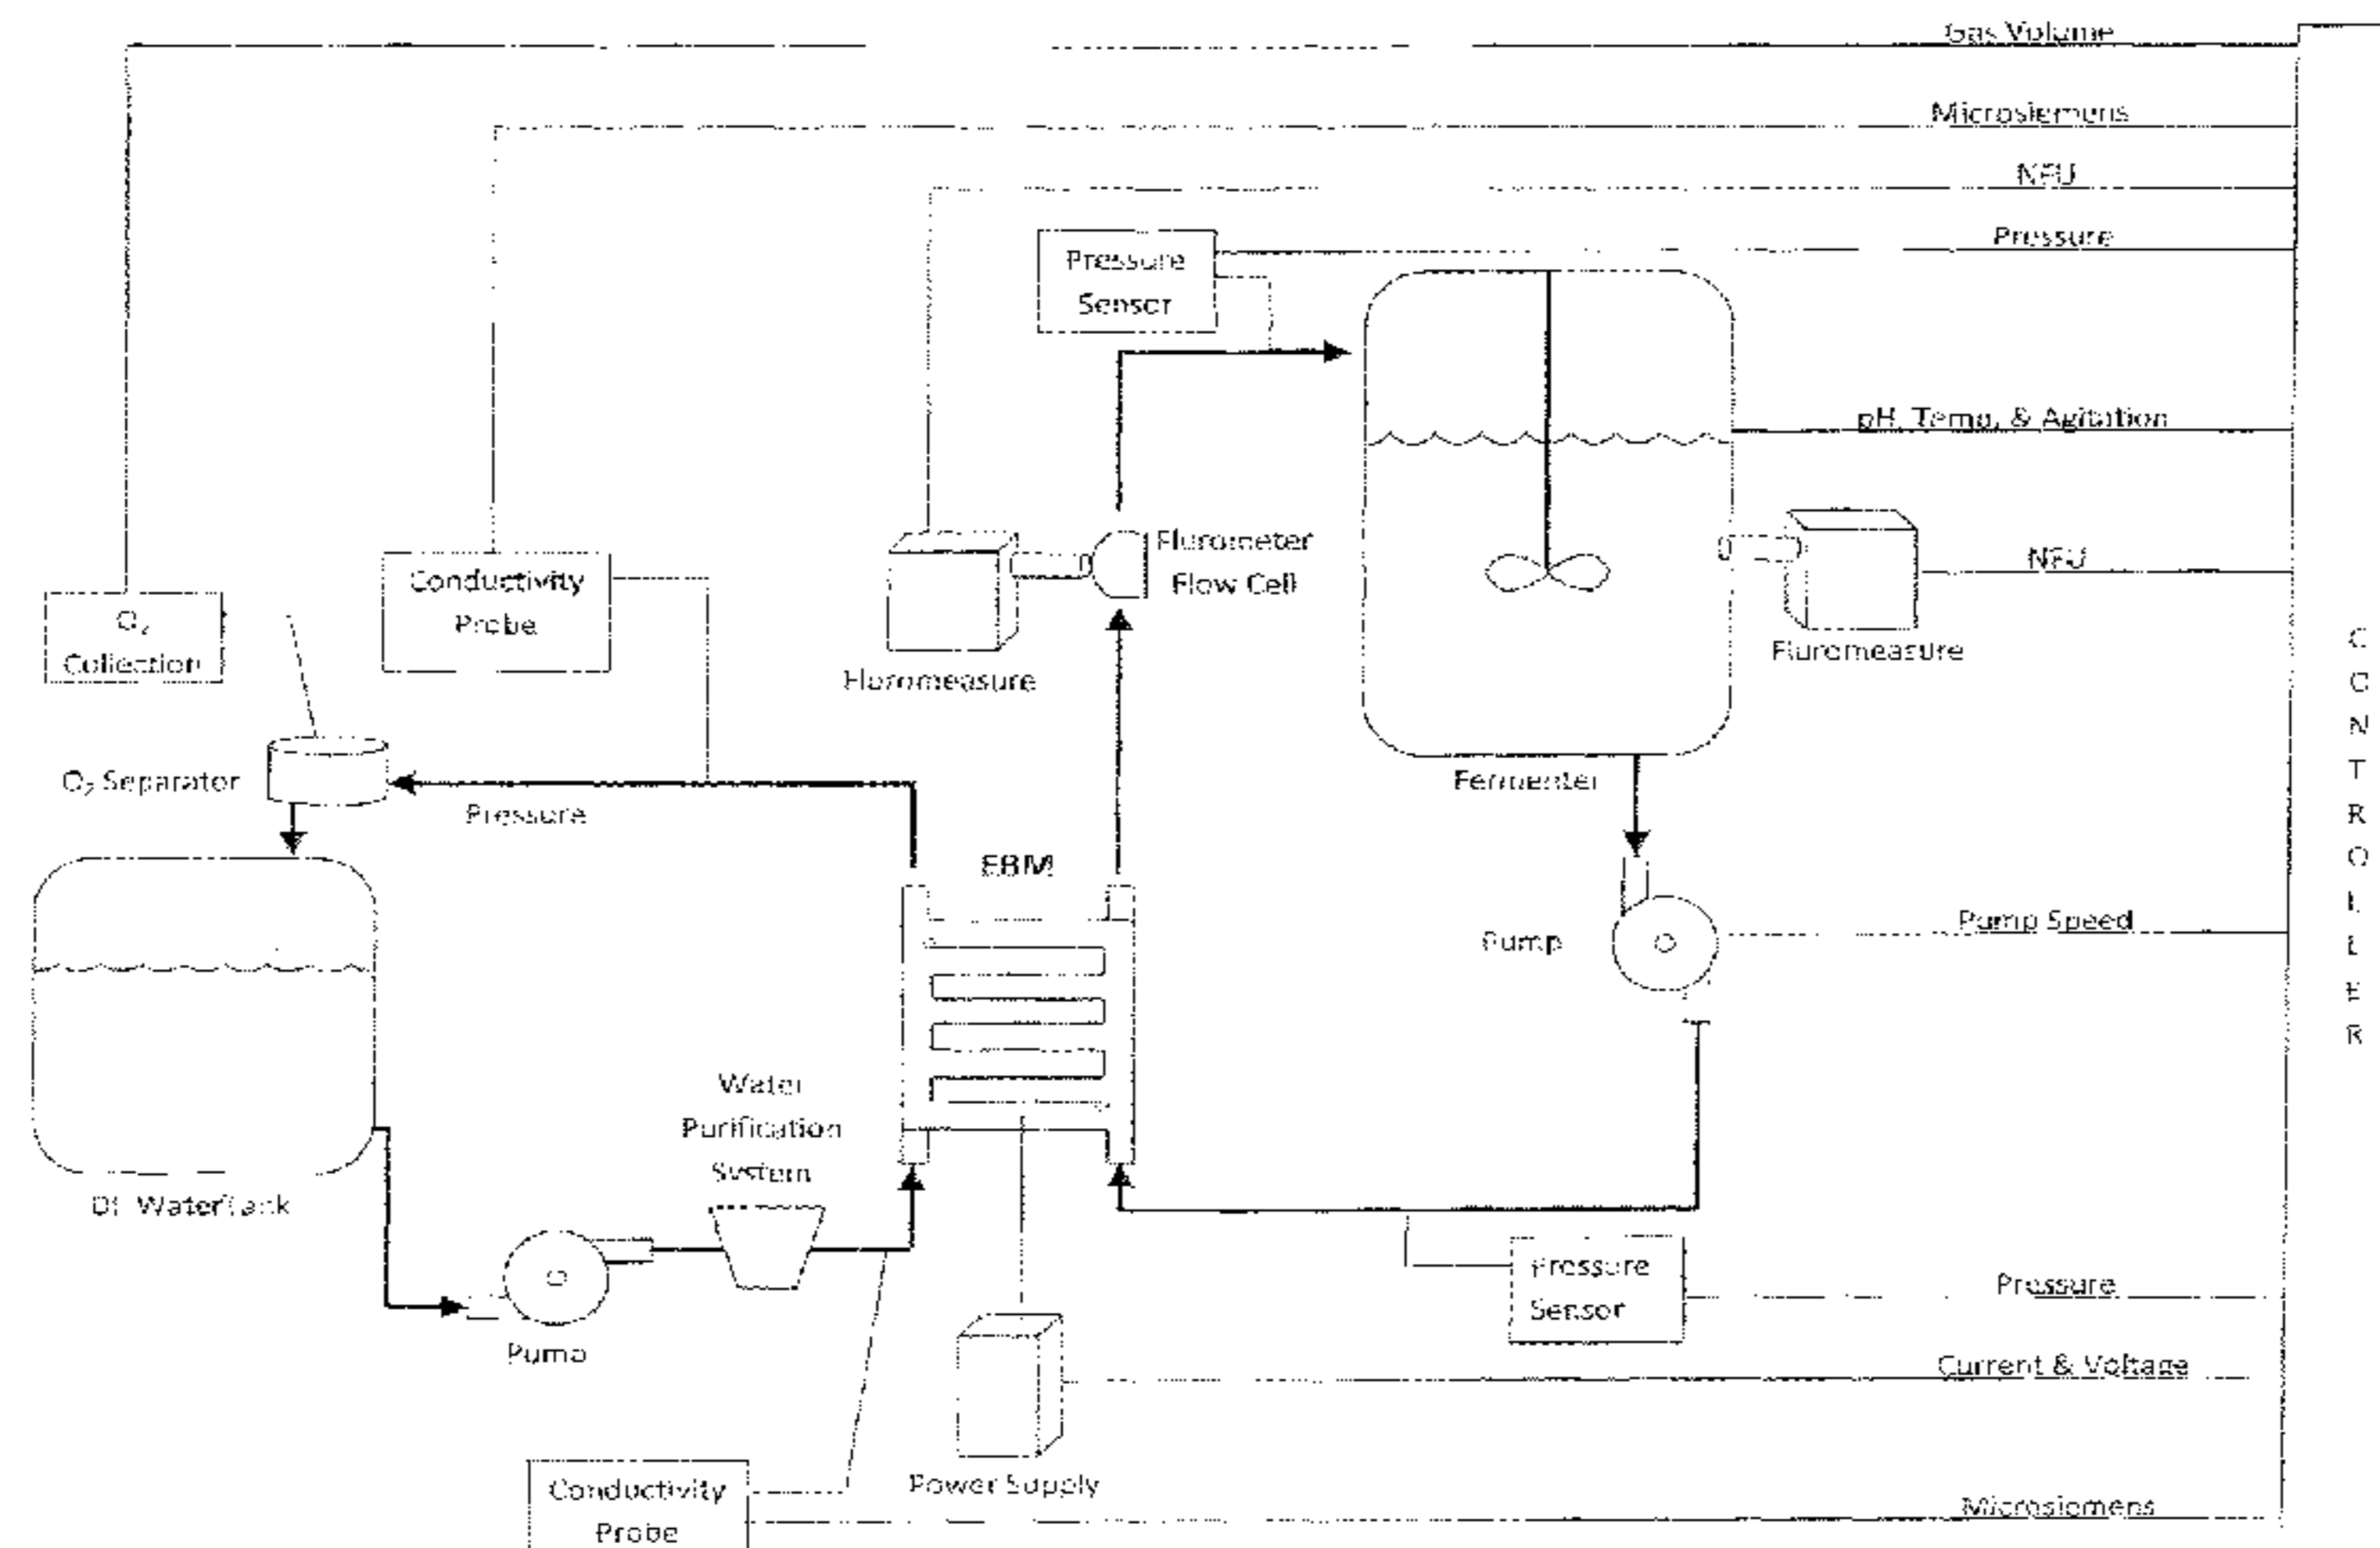 Gas Volume
Microsiemens
NFU
Pressure
Pressure
Sensor
pH, Temp, & Agitation
Flurometer
Flow Cell
Conductivity
Probe
O₂
Collection
NFU
Fluromeasure
Fluromeasure
O₂ Separator
Pressure
Fermenter
EBM
Pump
Pump Speed
C
O
N
T
R
O
L
L
E
R
Water
Purification
System
DI WaterTank
Pump
Pressure
Sensor
Pressure
Current & Voltage
Power Supply
Conductivity
Probe
Microsiemens